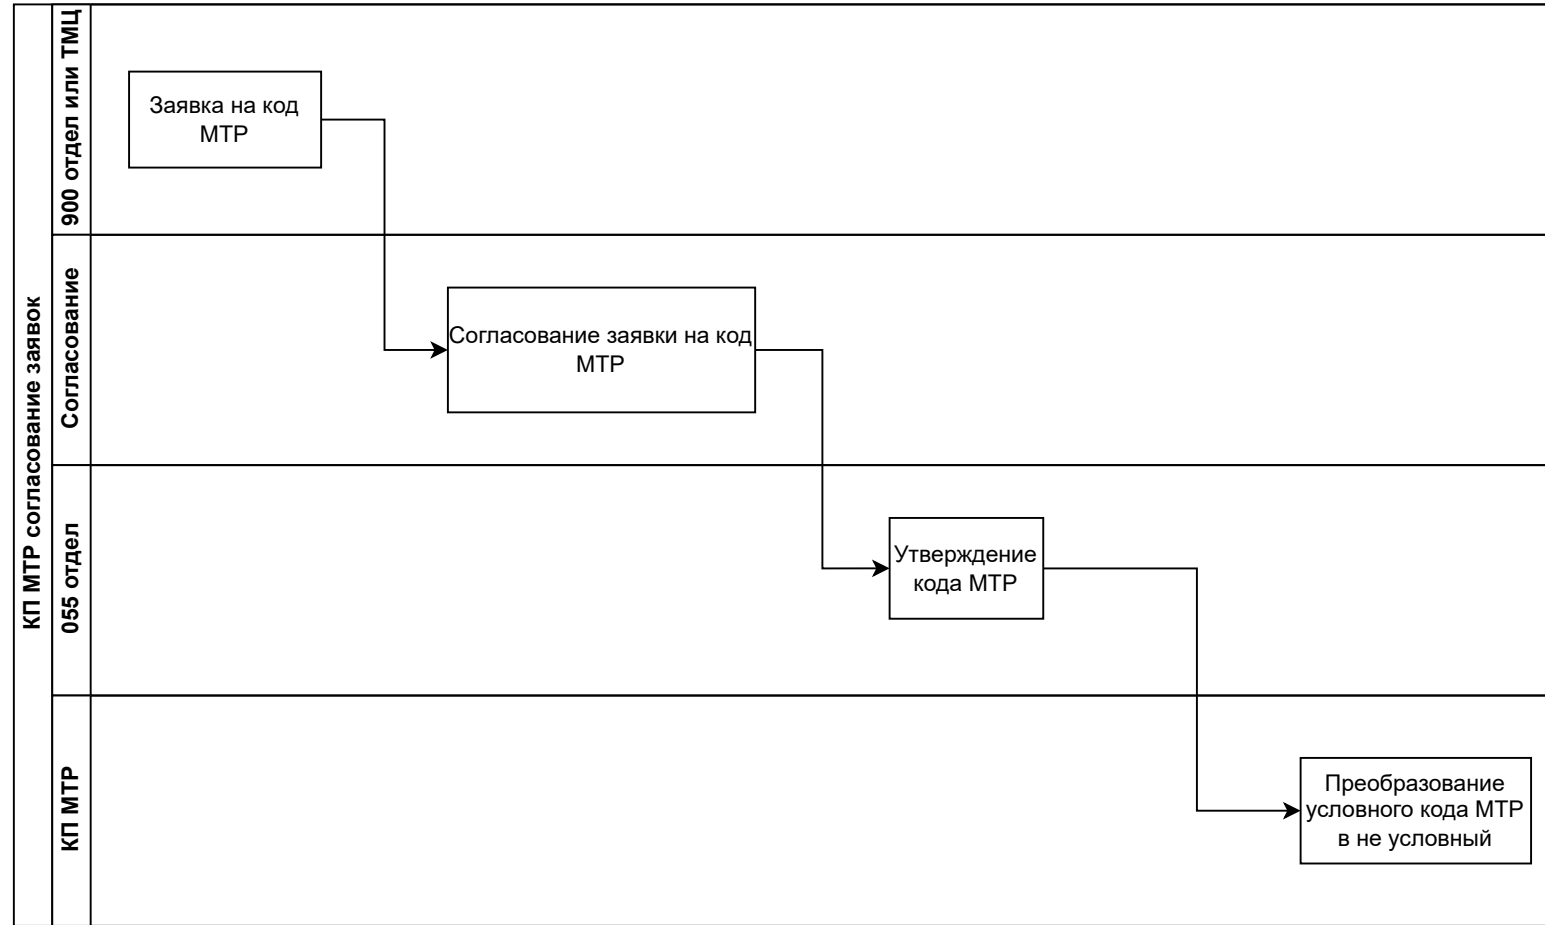 КП МТР согласование заявок
900 отдел или ТМЦ
Заявка на код
МТР
Согласование
Согласование заявки на код
МТР
055 отдел
Утверждение
кода МТР
КП МТР
Преобразование
условного кода МТР
в не условный